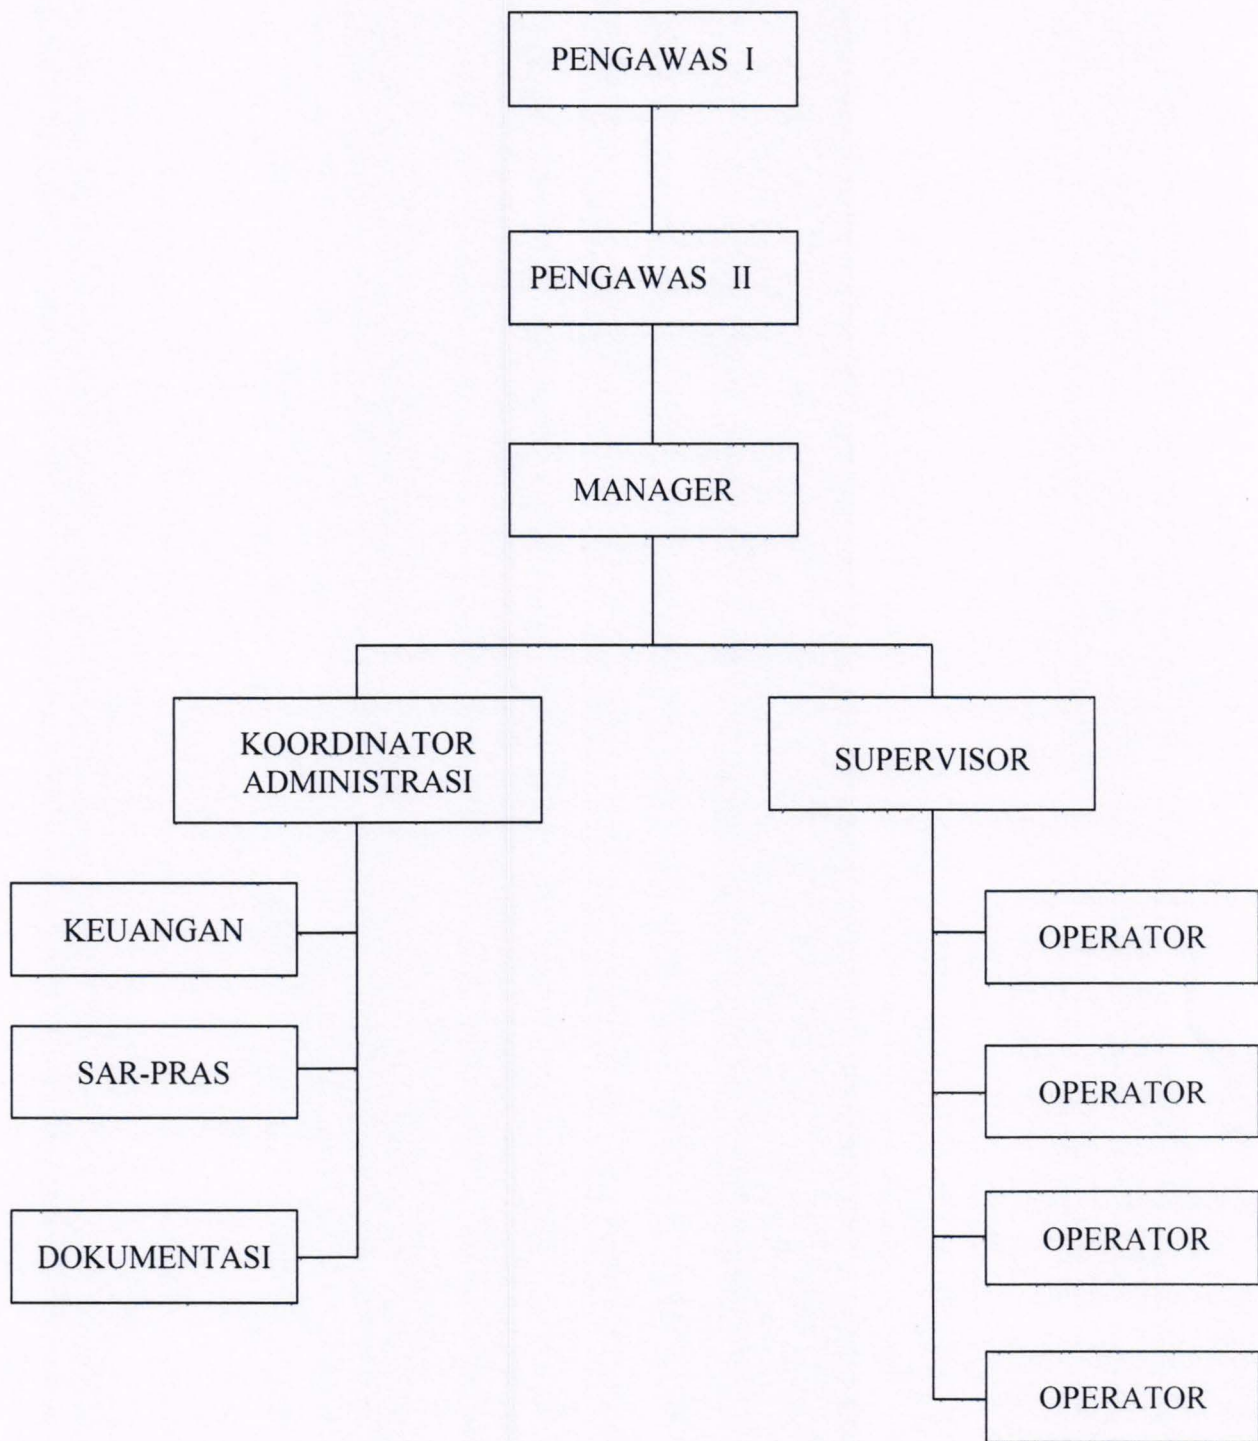 PENGAWAS I
PENGAWAS II
MANAGER
KOORDINATOR
ADMINISTRASI
SUPERVISOR
KEUANGAN
SAR-PRAS
DOKUMENTASI
OPERATOR
OPERATOR
OPERATOR
OPERATOR